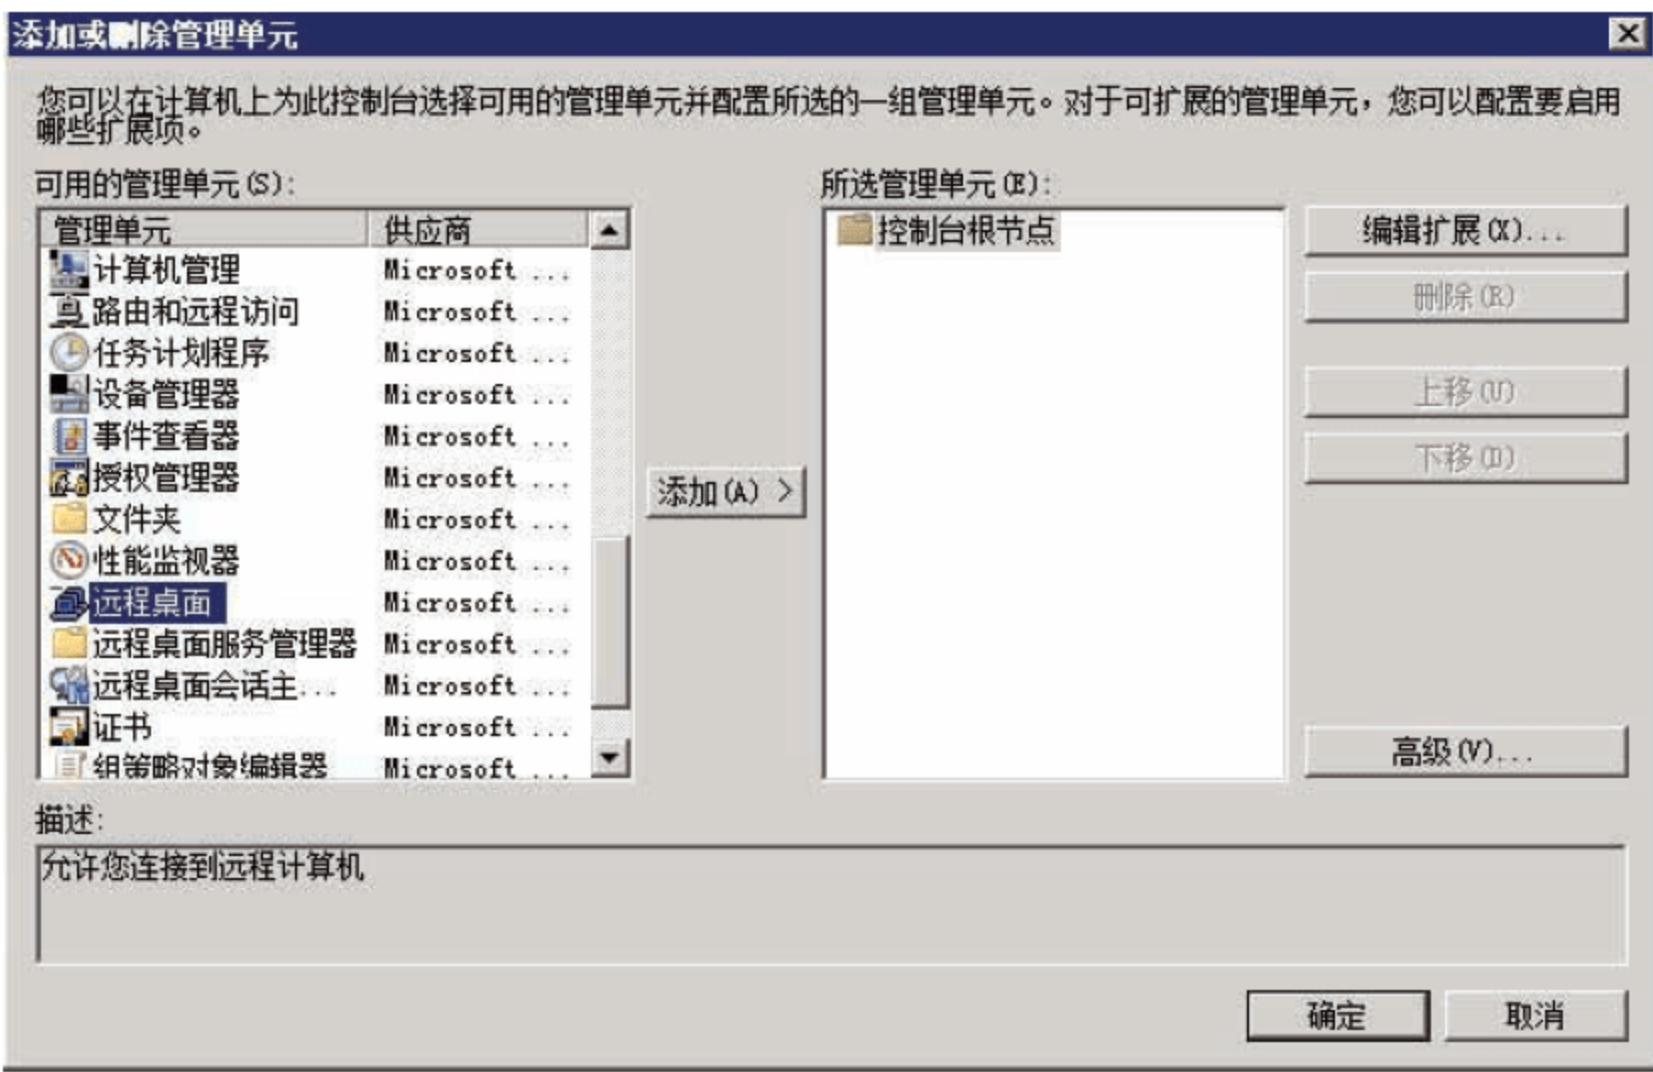 添加或删除管理单元
您可以在计算机上为此控制台选择可用的管理单元并配置所选的一组管理单元。对于可扩展的管理单元，您可以配置要启用
哪些扩展项。
可用的管理单元(S):
管理单元 供应商
计算机管理 Microsoft ...
路由和远程访问 Microsoft ...
任务计划程序 Microsoft ...
设备管理器 Microsoft ...
事件查看器 Microsoft ...
授权管理器 Microsoft ...
文件夹 Microsoft ...
性能监视器 Microsoft ...
远程桌面 Microsoft ...
远程桌面服务管理器 Microsoft ...
远程桌面会话主... Microsoft ...
证书 Microsoft ...
组策略对象编辑器 Microsoft ...
添加(A) >
所选管理单元(E):
控制台根节点
编辑扩展(X)...
删除(R)
上移(U)
下移(D)
高级(V)...
描述:
允许您连接到远程计算机
确定
取消